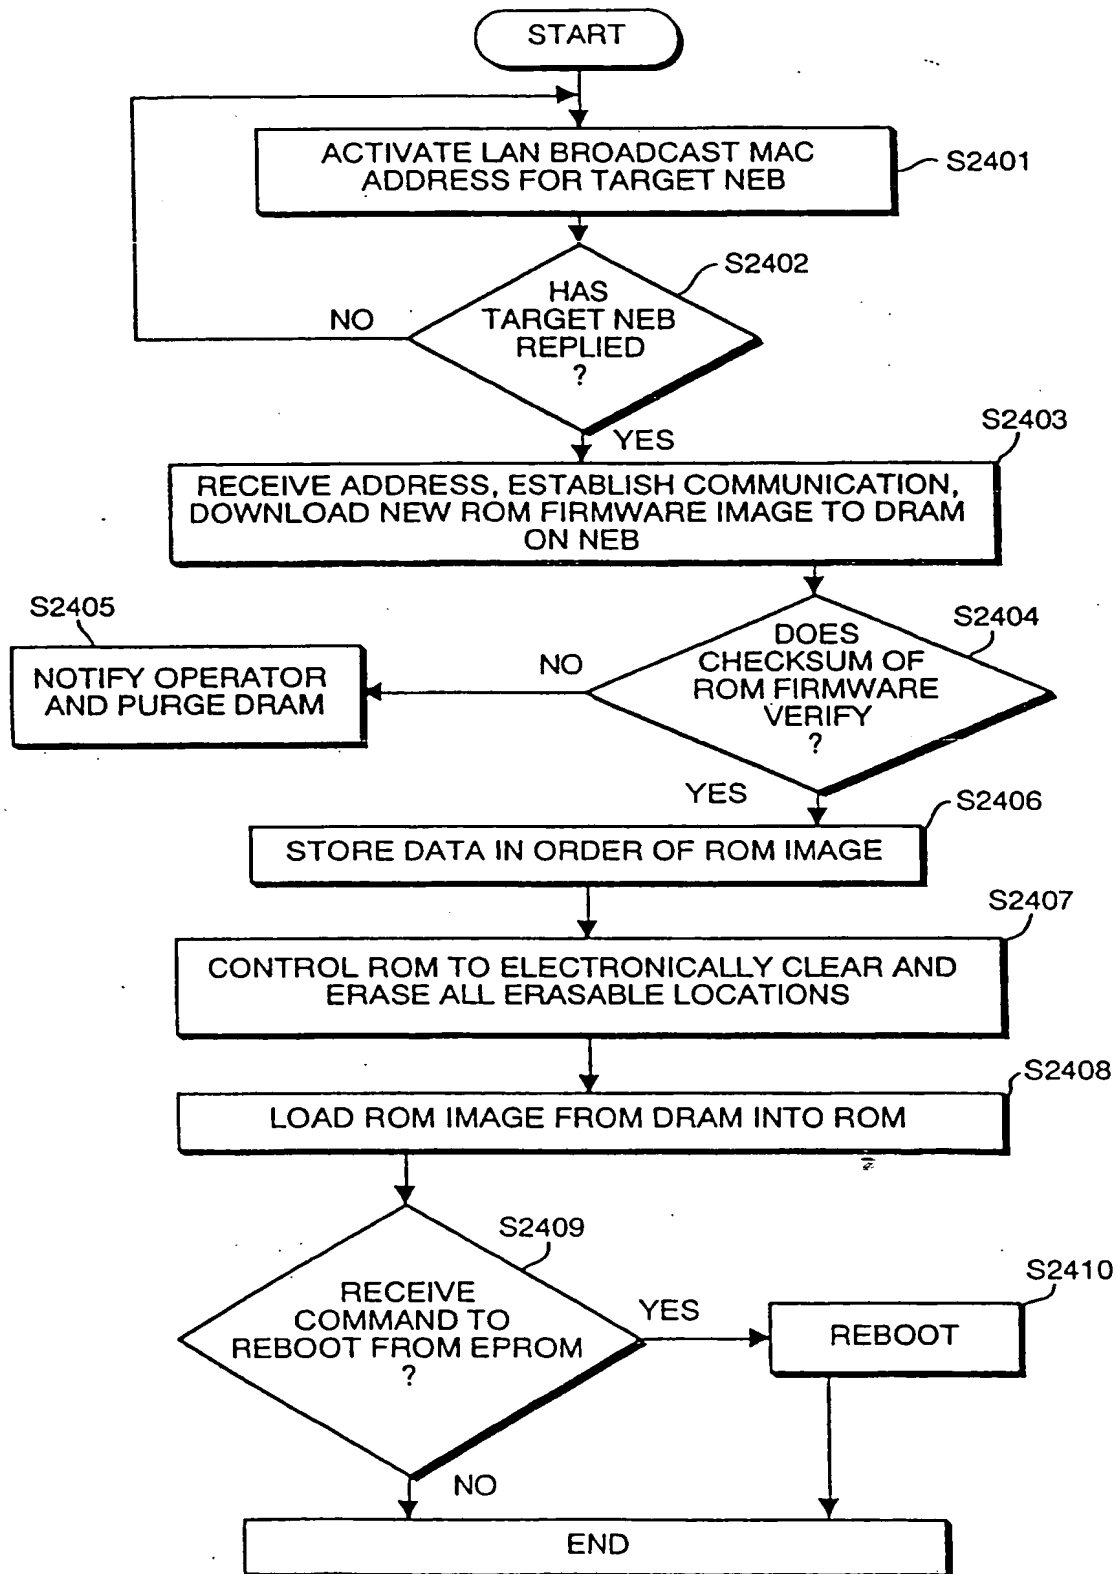 START
ACTIVATE LAN BROADCAST MAC
ADDRESS FOR TARGET NEB
S2401
S2402
HAS
TARGET NEB
REPLIED
?
NO
YES
S2403
RECEIVE ADDRESS, ESTABLISH COMMUNICATION,
DOWNLOAD NEW ROM FIRMWARE IMAGE TO DRAM
ON NEB
S2405
NOTIFY OPERATOR
AND PURGE DRAM
NO
S2404
DOES
CHECKSUM OF
ROM FIRMWARE
VERIFY
?
YES
S2406
STORE DATA IN ORDER OF ROM IMAGE
S2407
CONTROL ROM TO ELECTRONICALLY CLEAR AND
ERASE ALL ERASABLE LOCATIONS
S2408
LOAD ROM IMAGE FROM DRAM INTO ROM
S2409
RECEIVE
COMMAND TO
REBOOT FROM EPROM
?
YES
S2410
REBOOT
NO
END